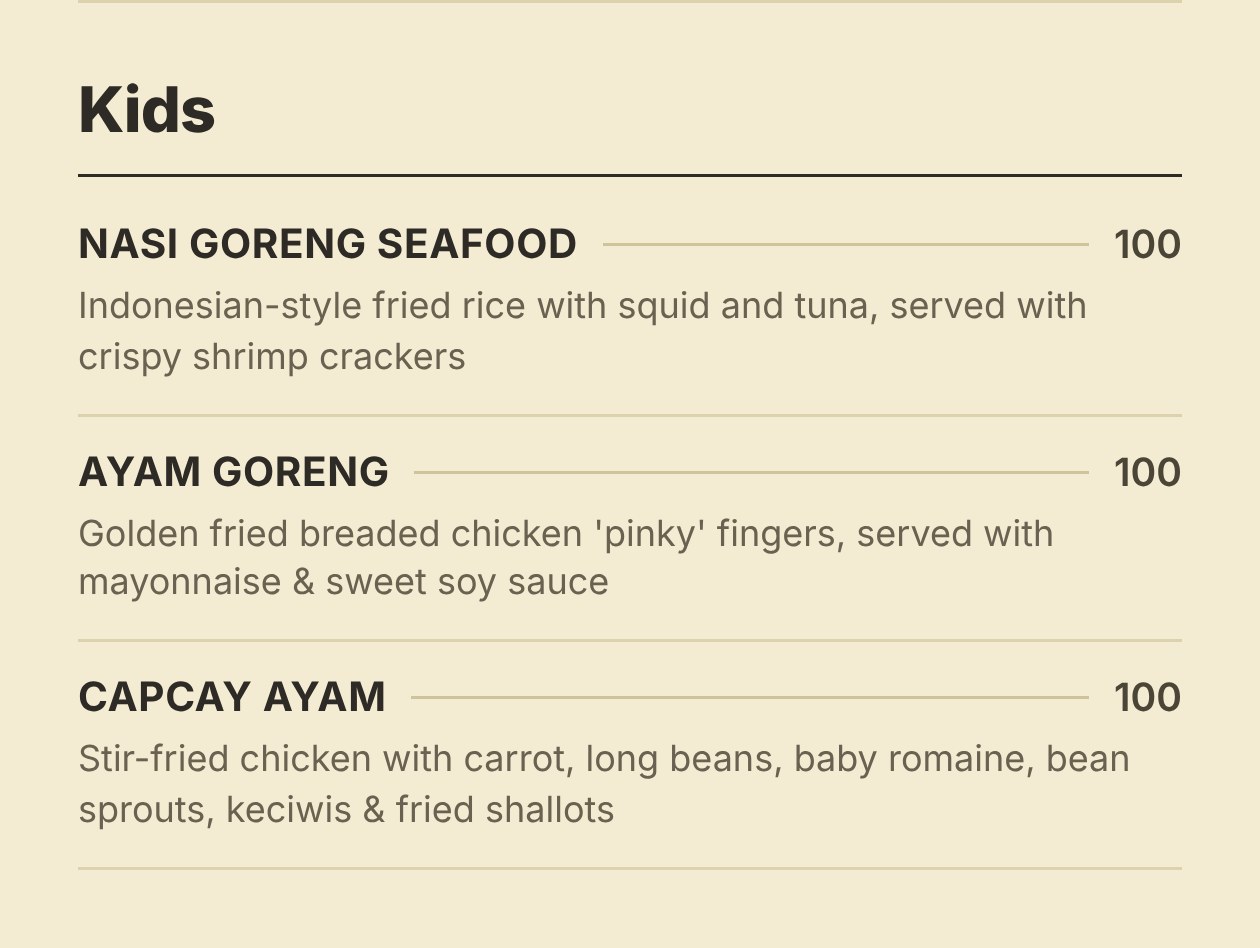 Kids
NASI GORENG SEAFOOD 100
Indonesian-style fried rice with squid and tuna, served with
crispy shrimp crackers
AYAM GORENG 100
Golden fried breaded chicken 'pinky' fingers, served with
mayonnaise & sweet soy sauce
CAPCAY AYAM 100
Stir-fried chicken with carrot, long beans, baby romaine, bean
sprouts, keciwis & fried shallots